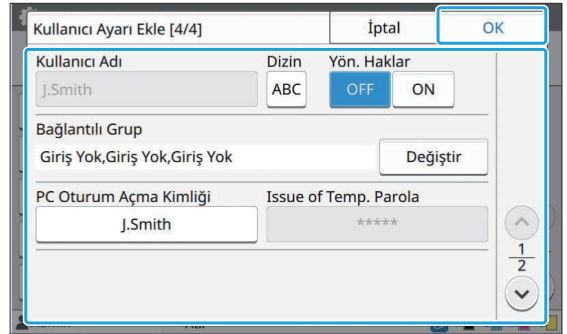 Kullanıcı Ayarı Ekle [4/4]
İptal
OK
Kullanıcı Adı
Dizin
Yön. Haklar
J.Smith
ABC
OFF
ON
Bağlantılı Grup
Giriş Yok,Giriş Yok,Giriş Yok
Değiştir
PC Oturum Açma Kimliği
Issue of Temp. Parola
J.Smith
*****
1
2